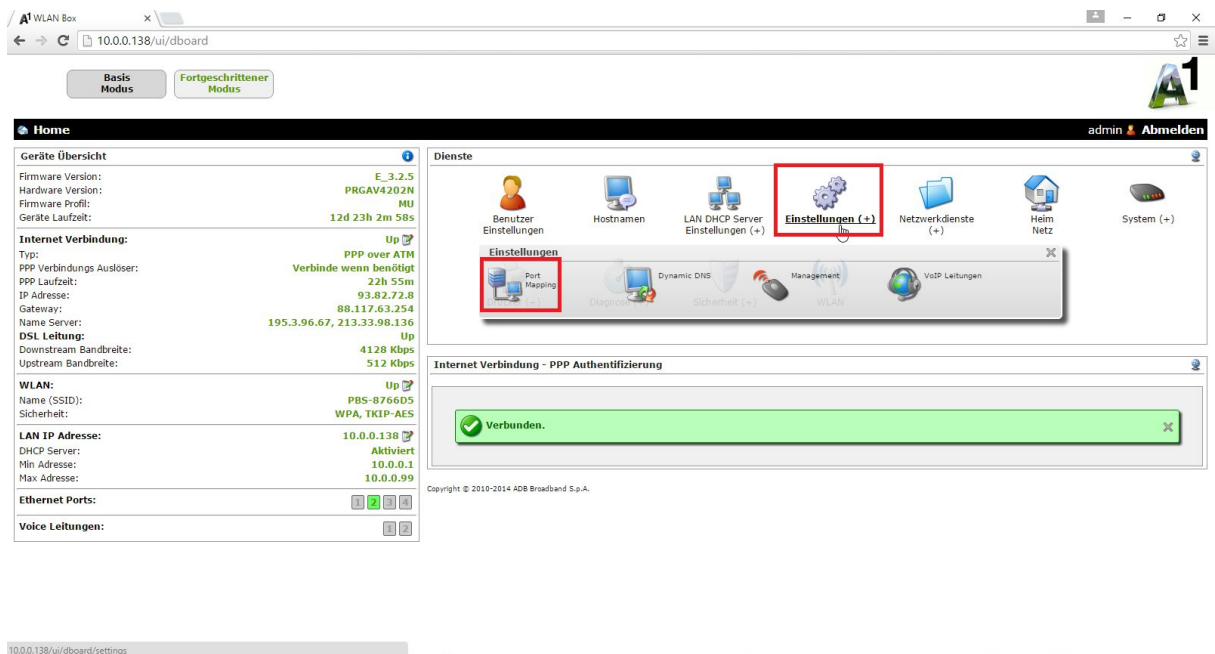 A1 WLAN Box
10.0.0.138/ui/dboard
Basis
Modus
Fortgeschrittener
Modus
A1
Home
admin Abmelden
Geräte Übersicht
Firmware Version: E_3.2.5
Hardware Version: PRGAV4202N
Firmware Profil: MU
Geräte Laufzeit: 12d 23h 2m 58s
Internet Verbindung: Up
Typ: PPP over ATM
PPP Verbindungs Auslöser: Verbinde wenn benötigt
PPP Laufzeit: 22h 55m
IP Adresse: 93.82.72.8
Gateway: 88.117.63.254
Name Server: 195.3.96.67, 213.33.98.136
DSL Leitung: Up
Downstream Bandbreite: 4128 Kbps
Upstream Bandbreite: 512 Kbps
WLAN: Up
Name (SSID): PBS-8766D5
Sicherheit: WPA, TKIP-AES
LAN IP Adresse: 10.0.0.138
DHCP Server: Aktiviert
Min Adresse: 10.0.0.1
Max Adresse: 10.0.0.99
Ethernet Ports: 1 2 3 4
Voice Leitungen: 1 2
Dienste
Benutzer
Einstellungen
Hostnamen
LAN DHCP Server
Einstellungen (+)
Einstellungen (+)
Netzwerkdienste
(+)
Heim
Netz
System (+)
Einstellungen
Port
Mapping
Dynamic DNS
Management
VoIP Leitungen
Sicherheit (+)
WLAN
Internet Verbindung - PPP Authentifizierung
Verbunden.
Copyright © 2010-2014 ADB Broadband S.p.A.
10.0.0.138/ui/dboard/settings